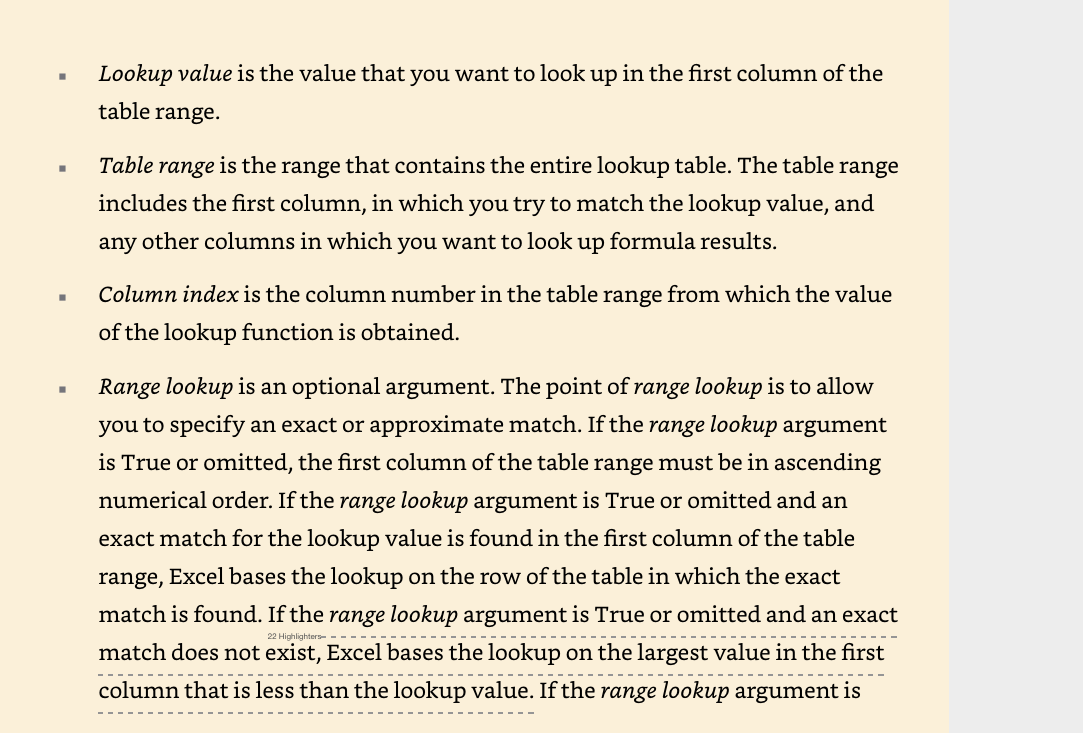 Lookup value is the value that you want to look up in the first column of the
table range.
Table range is the range that contains the entire lookup table. The table range
includes the first column, in which you try to match the lookup value, and
any other columns in which you want to look up formula results.
Column index is the column number in the table range from which the value
of the lookup function is obtained.
Range lookup is an optional argument. The point of range lookup is to allow
you to specify an exact or approximate match. If the range lookup argument
is True or omitted, the first column of the table range must be in ascending
numerical order. If the range lookup argument is True or omitted and an
exact match for the lookup value is found in the first column of the table
range, Excel bases the lookup on the row of the table in which the exact
match is found. If the range lookup argument is True or omitted and an exact
22 Highlighters
match does not exist, Excel bases the lookup on the largest value in the first
column that is less than the lookup value. If the range lookup argument is